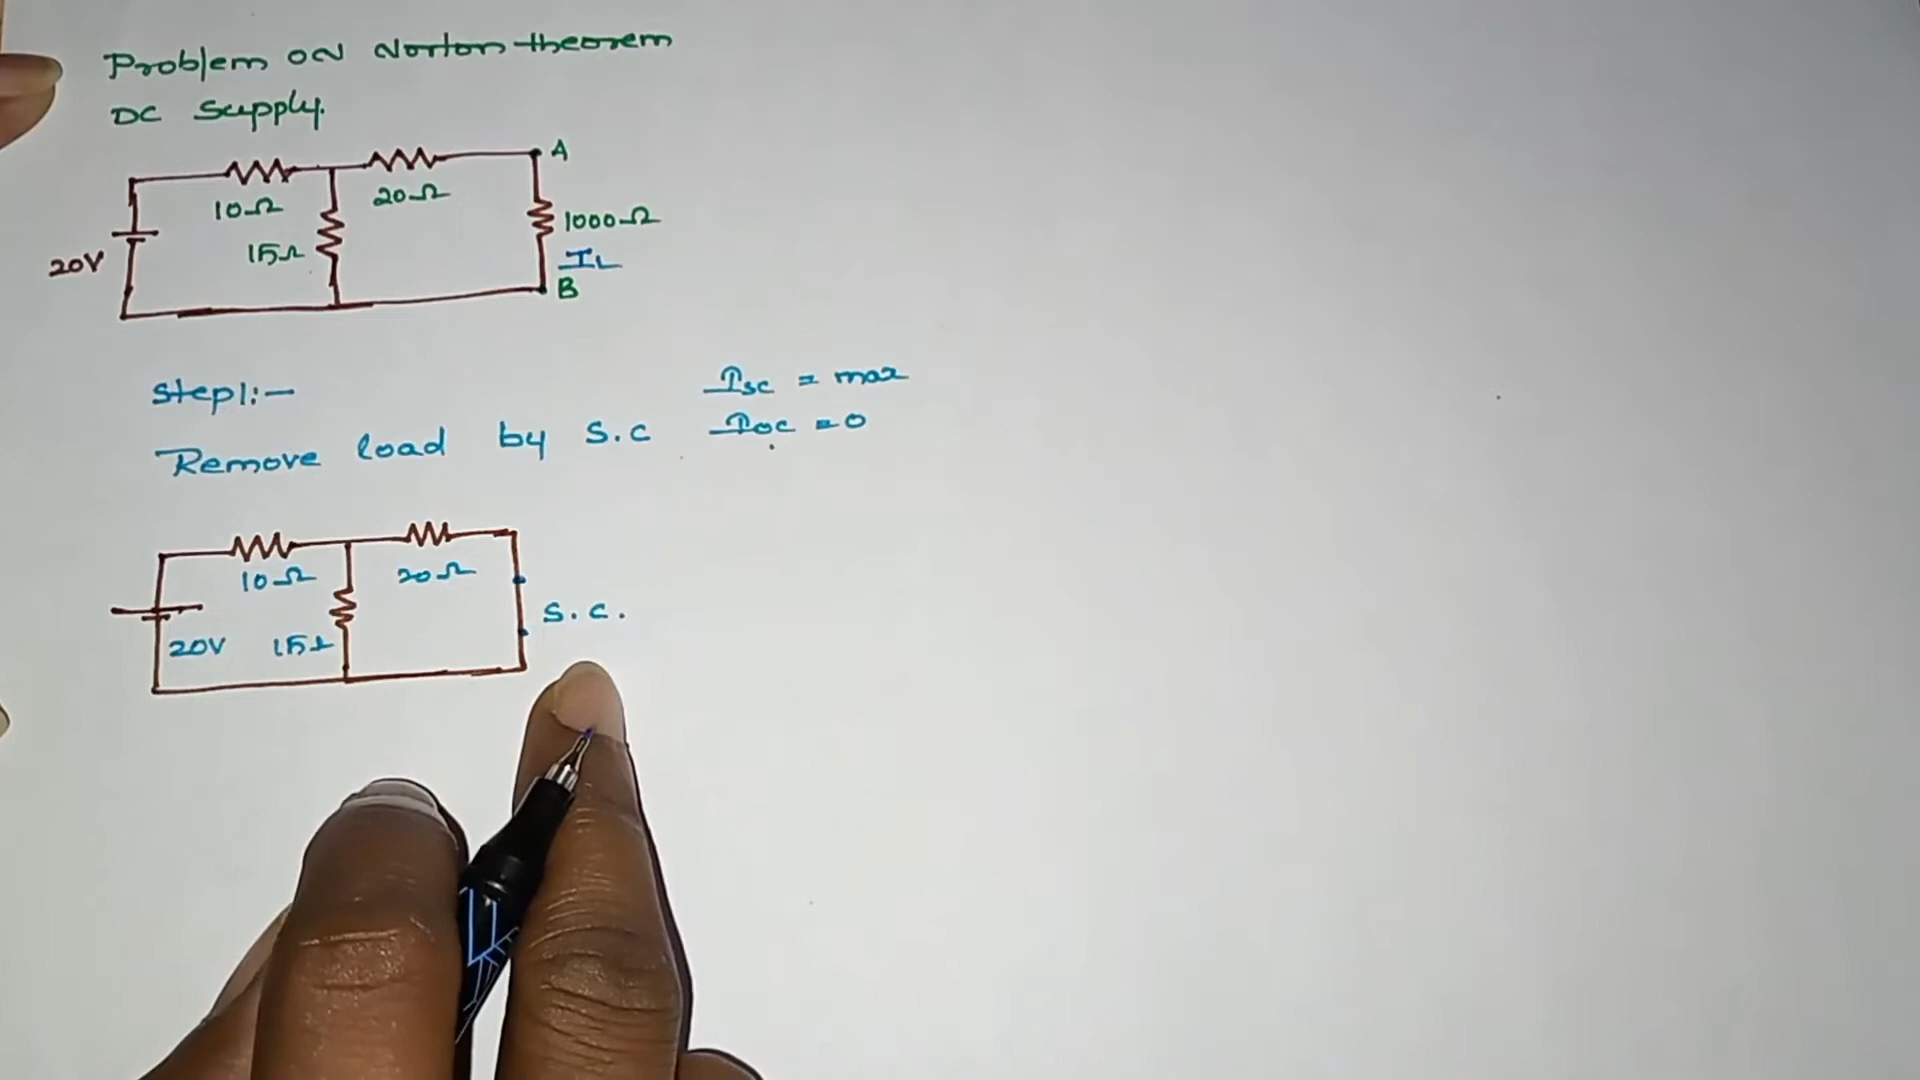 Problem on Norton theorem
DC Supply.
A
10Ω
20Ω
1000Ω
15Ω
20V
IL
B
Step1:-
Isc = max
Remove load by S.C
Ioc = 0
10Ω
20Ω
S.C.
20V
15Ω